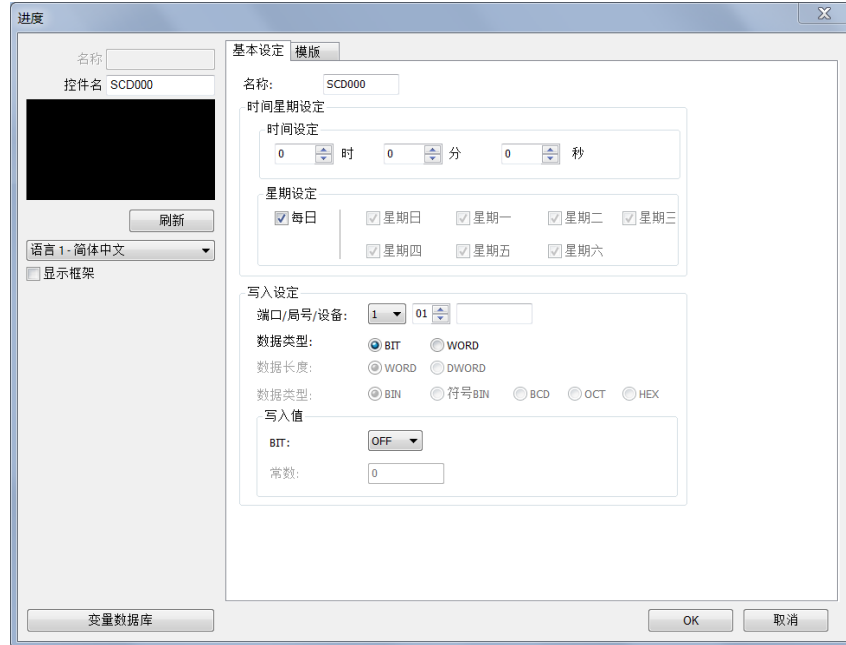 进度
名称
控件名 SCD000
刷新
语言 1 - 简体中文
显示框架
变量数据库
基本设定 模版
名称: SCD000
时间星期设定
时间设定
0 时 0 分 0 秒
星期设定
每日 星期日 星期一 星期二 星期三
星期四 星期五 星期六
写入设定
端口/局号/设备: 1 01
数据类型: BIT WORD
数据长度: WORD DWORD
数据类型: BIN 符号BIN BCD OCT HEX
写入值
BIT: OFF
常数: 0
OK 取消